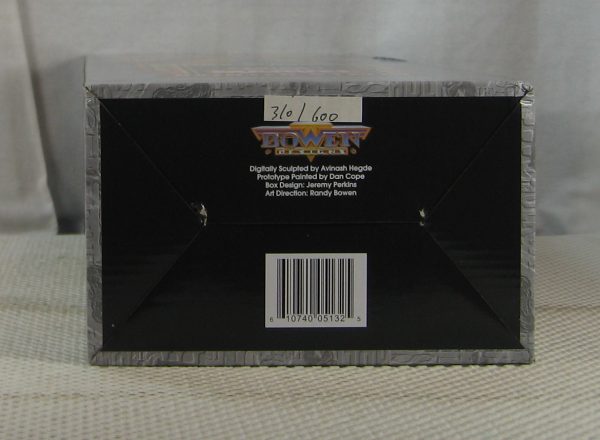 310/600
BOWEN
DESIGNS
Digitally Sculpted by Avinash Hegde
Prototype Painted by Dan Cope
Box Design: Jeremy Perkins
Art Direction: Randy Bowen
6 10740 05132 5